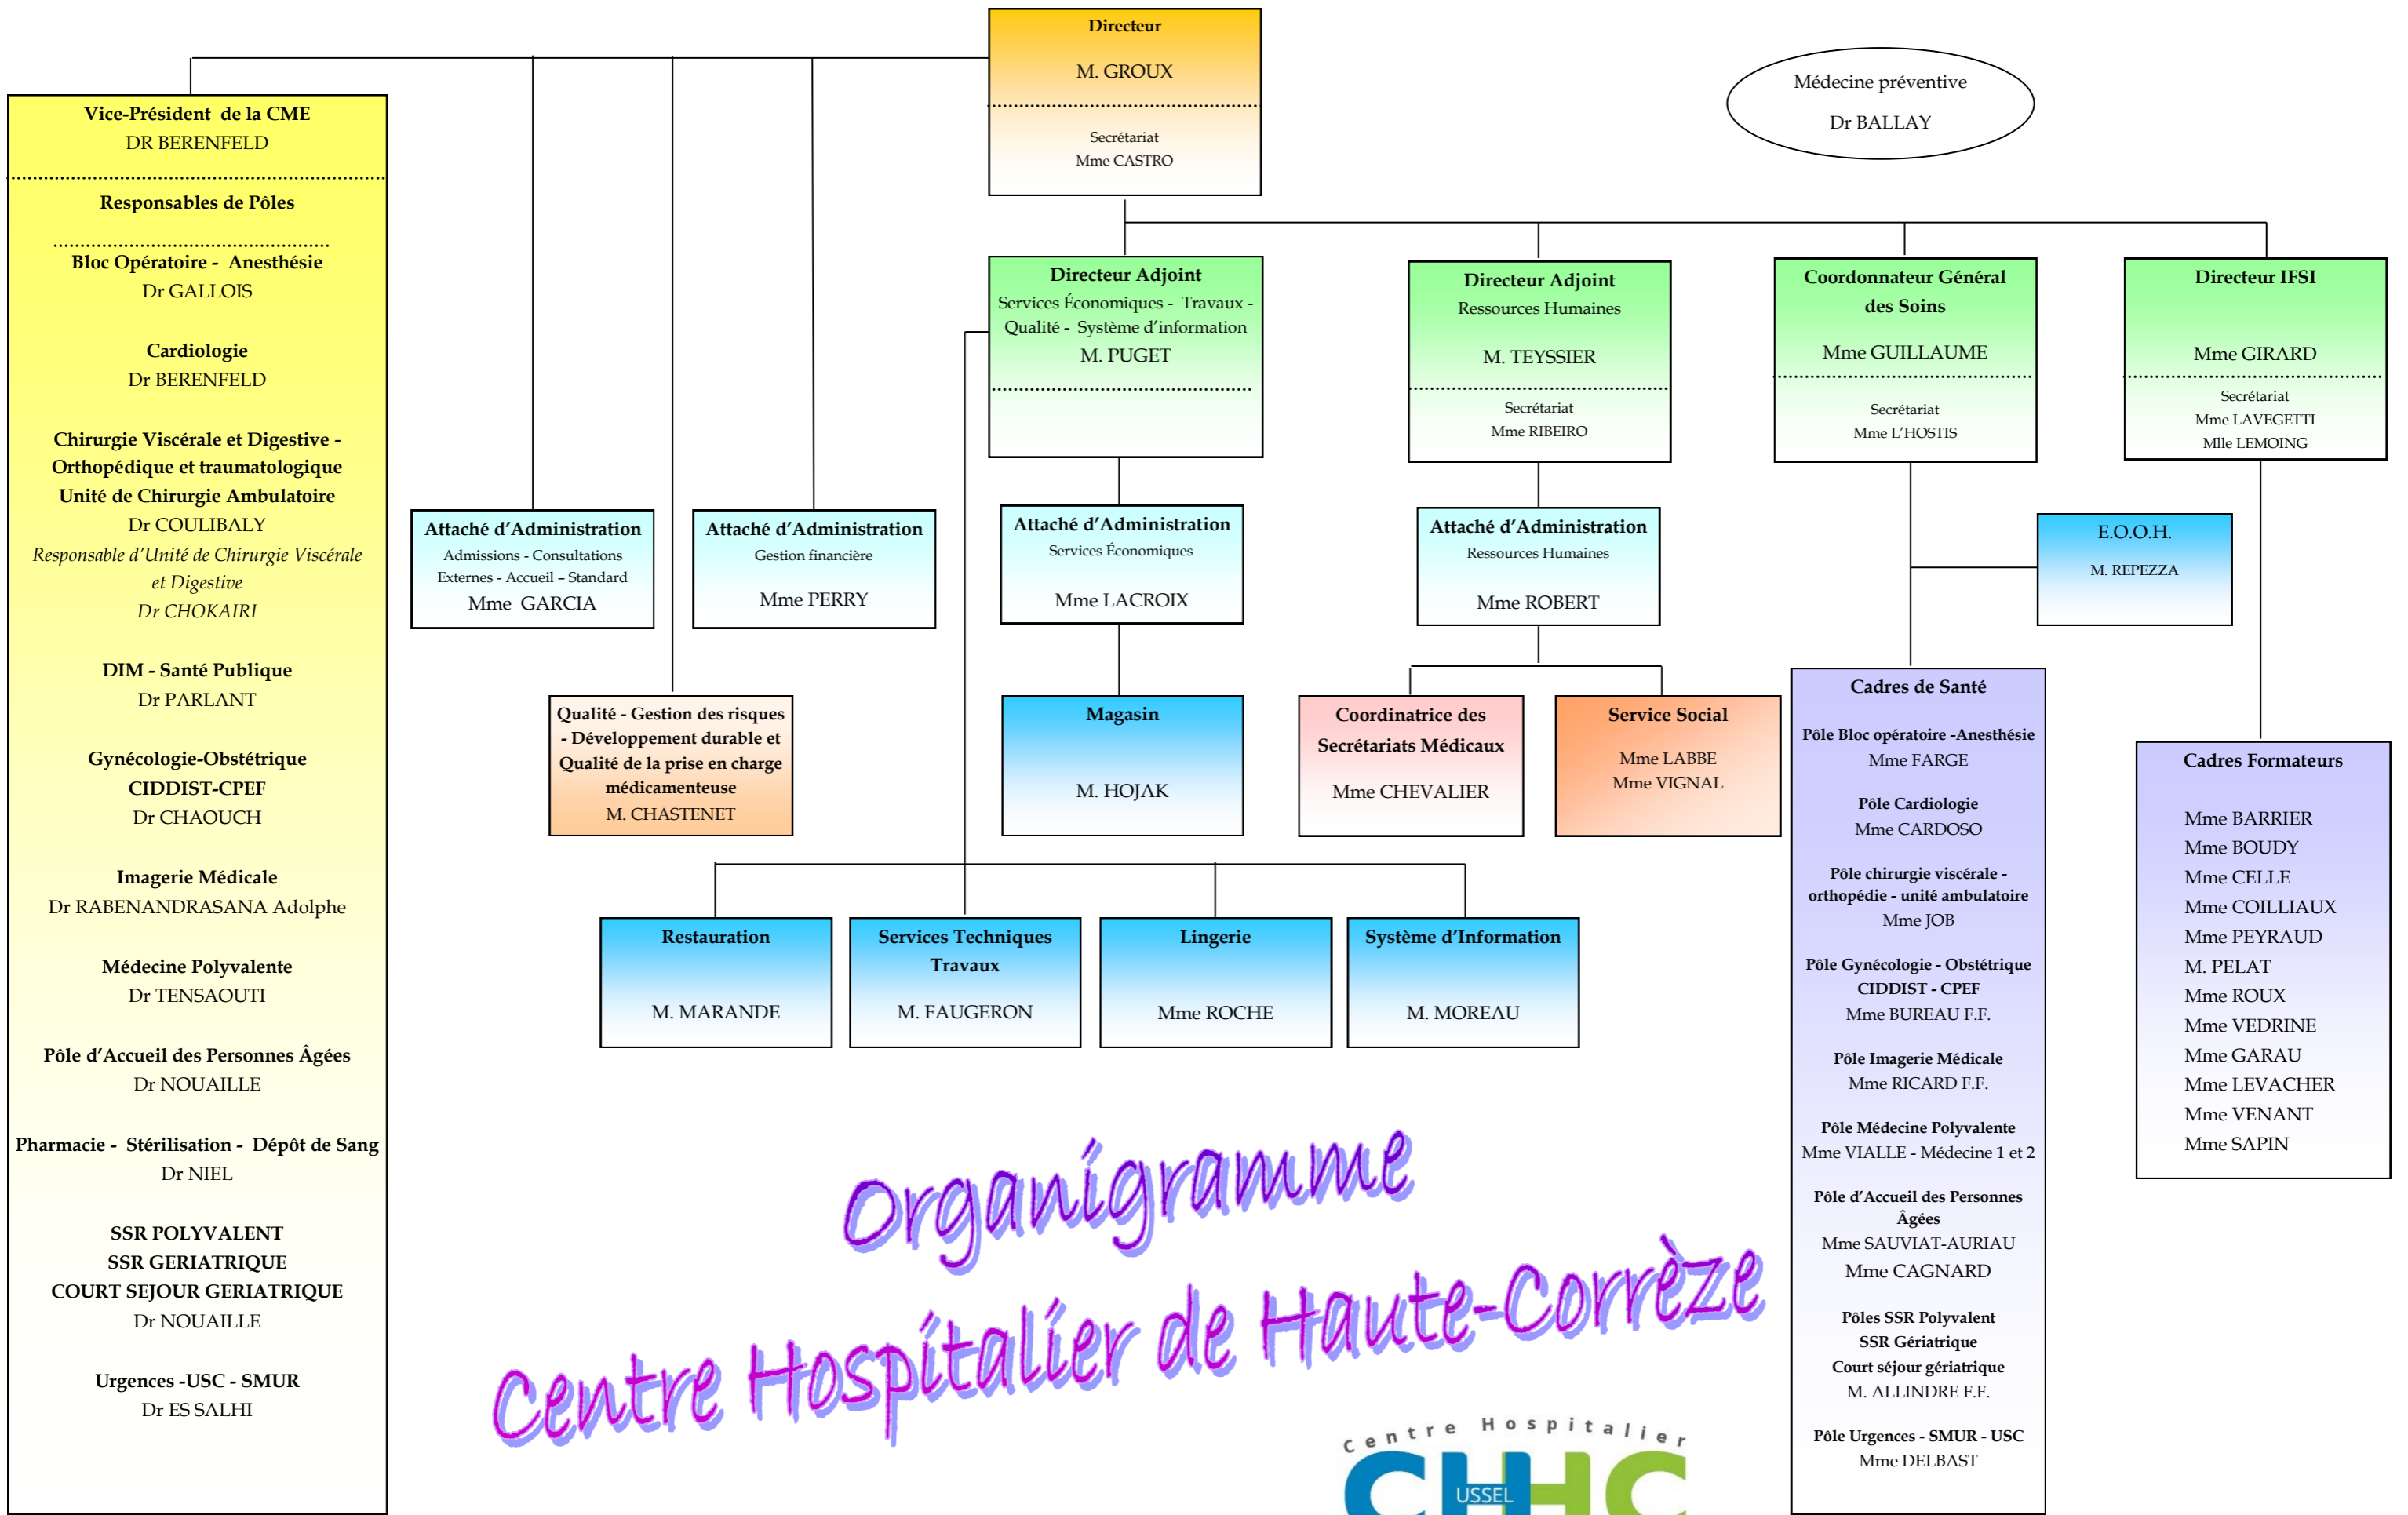 Directeur
M. GROUX
Secrétariat
Mme CASTRO
Médecine préventive
Dr BALLAY
Vice-Président de la CME
DR BERENFELD
Responsables de Pôles
Bloc Opératoire - Anesthésie
Dr GALLOIS
Cardiologie
Dr BERENFELD
Chirurgie Viscérale et Digestive -
Orthopédique et traumatologique
Unité de Chirurgie Ambulatoire
Dr COULIBALY
Responsable d'Unité de Chirurgie Viscérale
et Digestive
Dr CHOKAIRI
DIM - Santé Publique
Dr PARLANT
Gynécologie-Obstétrique
CIDDIST-CPEF
Dr CHAOUCH
Imagerie Médicale
Dr RABENANDRASANA Adolphe
Médecine Polyvalente
Dr TENSAOUTI
Pôle d'Accueil des Personnes Âgées
Dr NOUAILLE
Pharmacie - Stérilisation - Dépôt de Sang
Dr NIEL
SSR POLYVALENT
SSR GERIATRIQUE
COURT SEJOUR GERIATRIQUE
Dr NOUAILLE
Urgences -USC - SMUR
Dr ES SALHI
Directeur Adjoint
Services Économiques - Travaux -
Qualité - Système d'information
M. PUGET
Directeur Adjoint
Ressources Humaines
M. TEYSSIER
Secrétariat
Mme RIBEIRO
Coordonnateur Général
des Soins
Mme GUILLAUME
Secrétariat
Mme L'HOSTIS
Directeur IFSI
Mme GIRARD
Secrétariat
Mme LAVEGETTI
Mlle LEMOING
Attaché d'Administration
Admissions - Consultations
Externes - Accueil – Standard
Mme GARCIA
Attaché d'Administration
Gestion financière
Mme PERRY
Attaché d'Administration
Services Économiques
Mme LACROIX
Attaché d'Administration
Ressources Humaines
Mme ROBERT
E.O.O.H.
M. REPEZZA
Qualité - Gestion des risques
- Développement durable et
Qualité de la prise en charge
médicamenteuse
M. CHASTENET
Magasin
M. HOJAK
Coordinatrice des
Secrétariats Médicaux
Mme CHEVALIER
Service Social
Mme LABBE
Mme VIGNAL
Cadres de Santé
Pôle Bloc opératoire -Anesthésie
Mme FARGE
Pôle Cardiologie
Mme CARDOSO
Pôle chirurgie viscérale -
orthopédie - unité ambulatoire
Mme JOB
Pôle Gynécologie - Obstétrique
CIDDIST - CPEF
Mme BUREAU F.F.
Pôle Imagerie Médicale
Mme RICARD F.F.
Pôle Médecine Polyvalente
Mme VIALLE - Médecine 1 et 2
Pôle d'Accueil des Personnes
Âgées
Mme SAUVIAT-AURIAU
Mme CAGNARD
Pôles SSR Polyvalent
SSR Gériatrique
Court séjour gériatrique
M. ALLINDRE F.F.
Pôle Urgences - SMUR - USC
Mme DELBAST
Cadres Formateurs
Mme BARRIER
Mme BOUDY
Mme CELLE
Mme COILLIAUX
Mme PEYRAUD
M. PELAT
Mme ROUX
Mme VEDRINE
Mme GARAU
Mme LEVACHER
Mme VENANT
Mme SAPIN
Restauration
M. MARANDE
Services Techniques
Travaux
M. FAUGERON
Lingerie
Mme ROCHE
Système d'Information
M. MOREAU
Organigramme
Centre Hospitalier de Haute-Corrèze
Centre Hospitalier
CHHC
USSEL